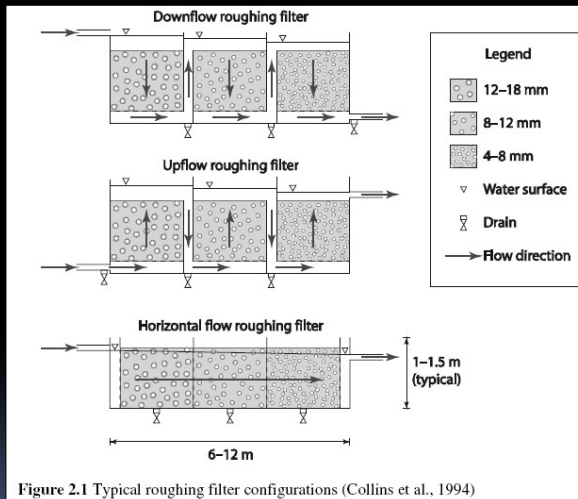 Downflow roughing filter
Legend
12–18 mm
8–12 mm
4–8 mm
Water surface
Drain
Flow direction
Upflow roughing filter
Horizontal flow roughing filter
1–1.5 m
(typical)
6–12 m
Figure 2.1 Typical roughing filter configurations (Collins et al., 1994)